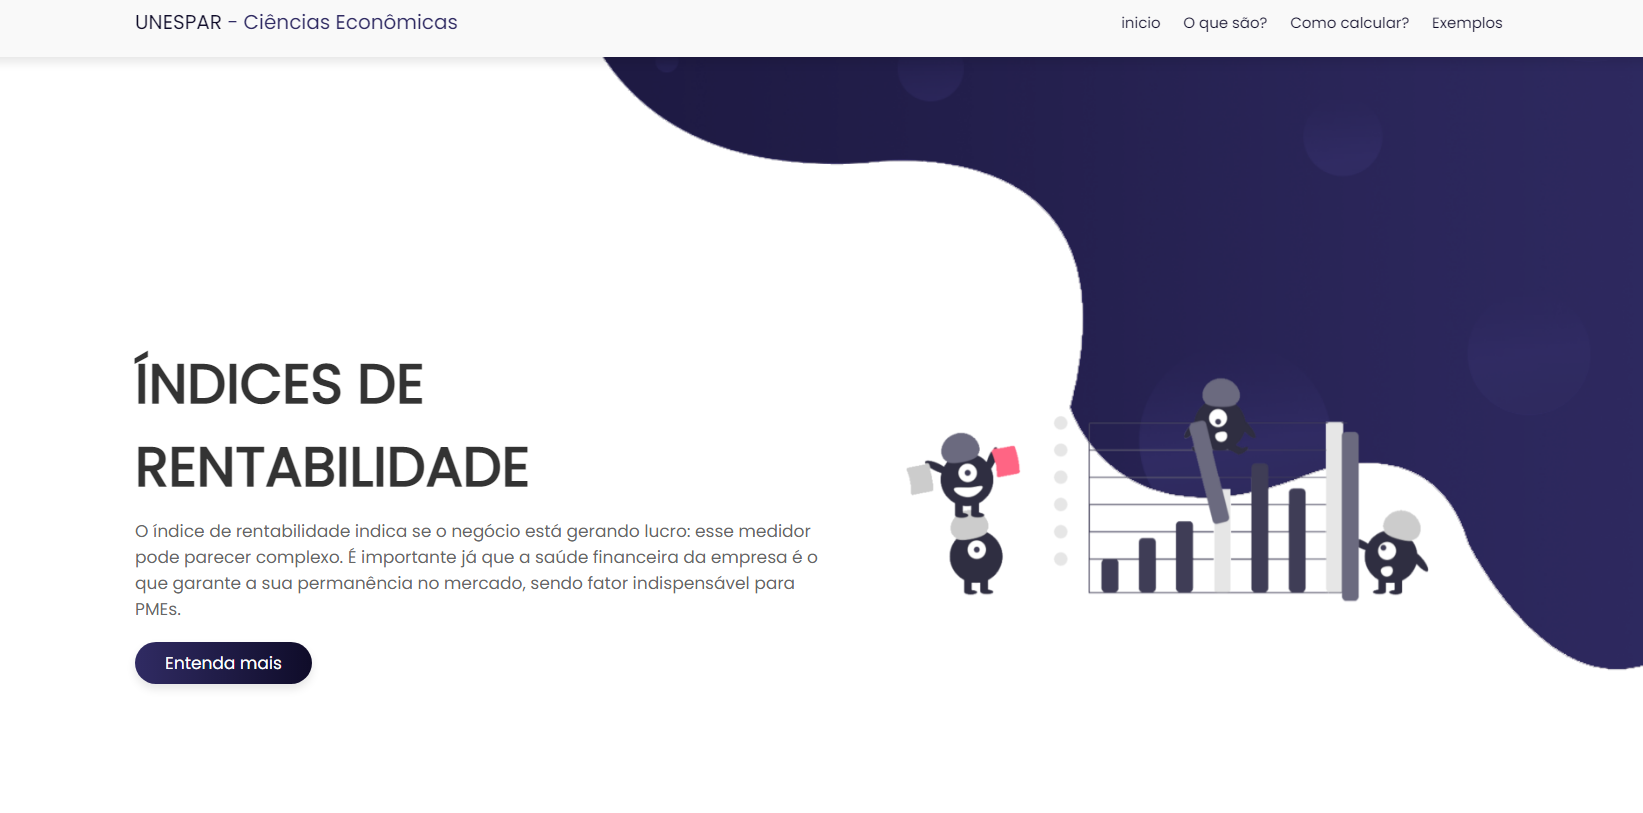 UNESPAR - Ciências Econômicas
inicio O que são? Como calcular? Exemplos
ÍNDICES DE
RENTABILIDADE
O índice de rentabilidade indica se o negócio está gerando lucro: esse medidor
pode parecer complexo. É importante já que a saúde financeira da empresa é o
que garante a sua permanência no mercado, sendo fator indispensável para
PMEs.
Entenda mais